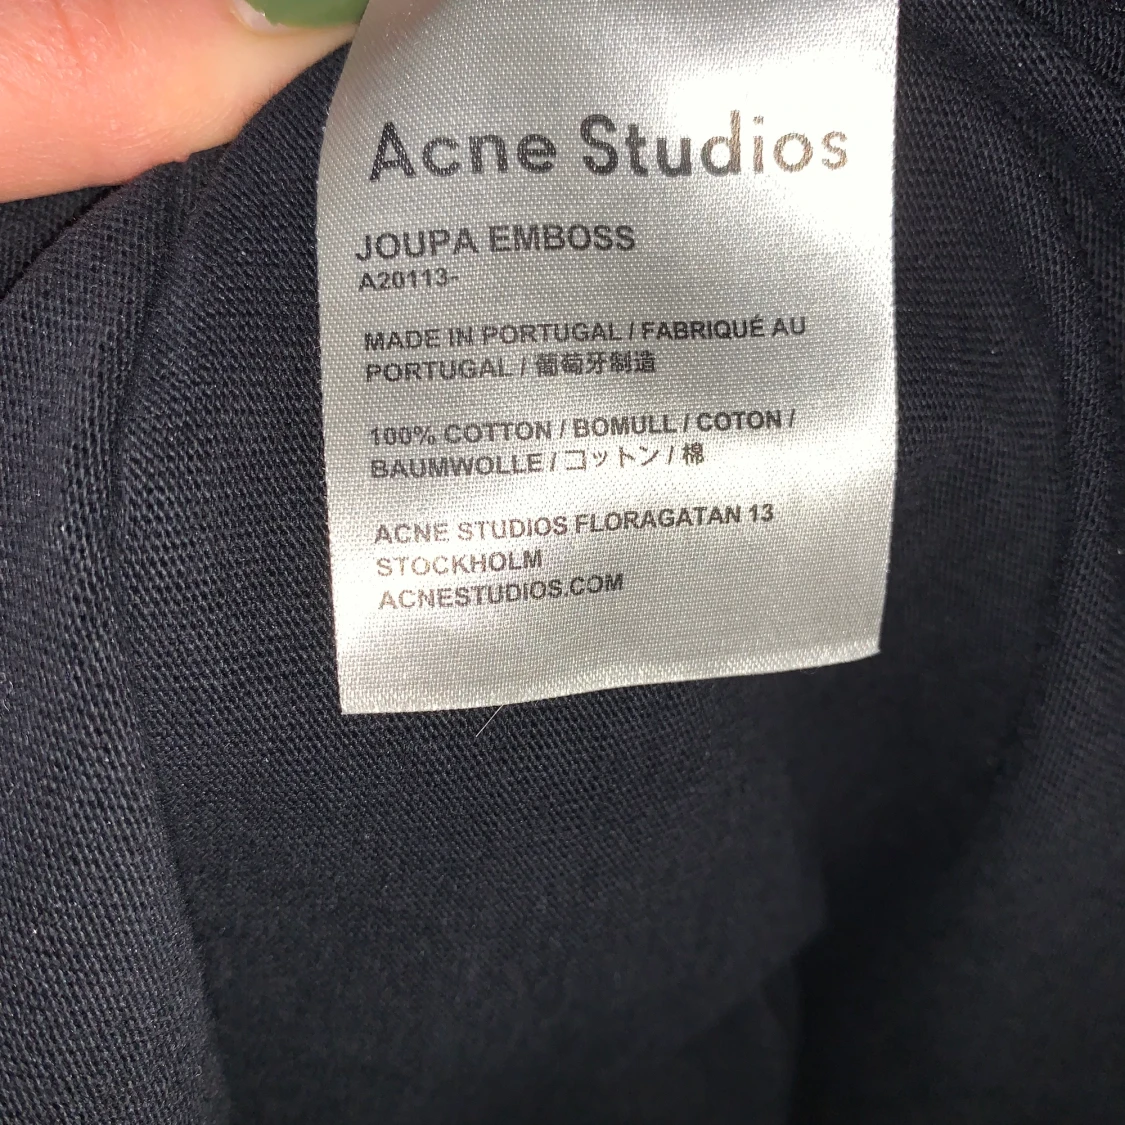 Acne Studios
JOUPA EMBOSS
A20113-
MADE IN PORTUGAL / FABRIQUÉ AU
PORTUGAL / 葡萄牙制造
100% COTTON / BOMULL / COTON /
BAUMWOLLE / コットン / 棉
ACNE STUDIOS FLORAGATAN 13
STOCKHOLM
ACNESTUDIOS.COM